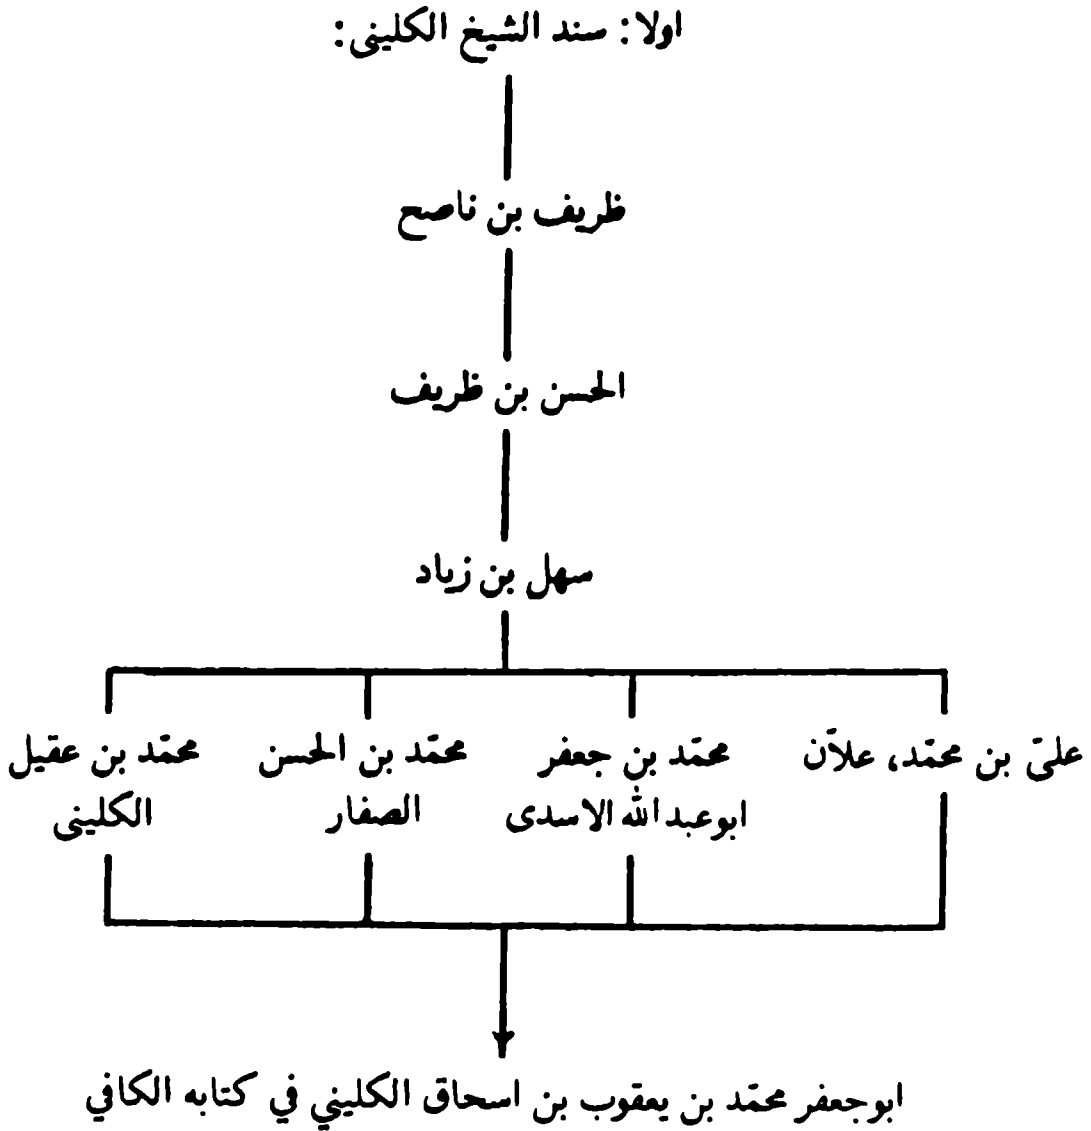 اولا: سند الشيخ الكليني:
ظريف بن ناصح
الحسن بن ظريف
سهل بن زياد
عليّ بن محمّد، علاّن
محمّد بن جعفر
ابوعبدالله الاسدى
محمّد بن الحسن
الصفار
محمّد بن عقيل
الكلينى
ابوجعفر محمّد بن يعقوب بن اسحاق الكليني في كتابه الكافي